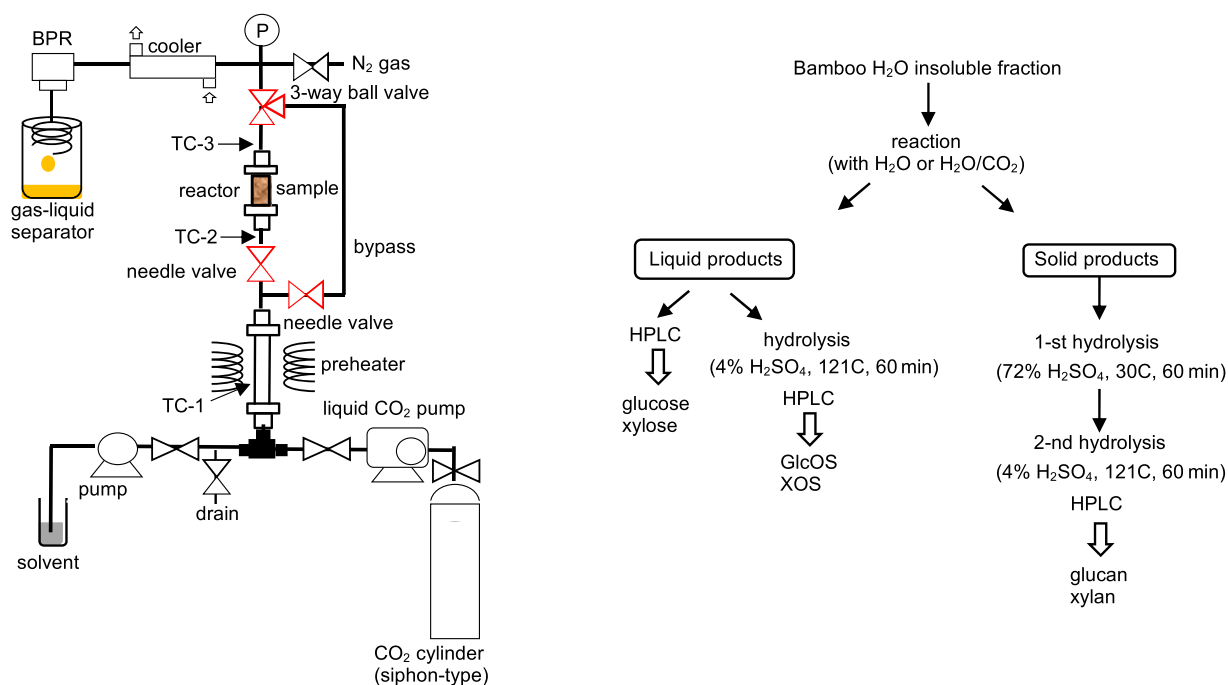 BPR
cooler
P
N₂ gas
3-way ball valve
TC-3
reactor
sample
gas-liquid
separator
TC-2
bypass
needle valve
needle valve
preheater
TC-1
liquid CO₂ pump
pump
drain
solvent
CO₂ cylinder
(siphon-type)
Bamboo H₂O insoluble fraction
reaction
(with H₂O or H₂O/CO₂)
Liquid products
Solid products
HPLC
glucose
xylose
hydrolysis
(4% H₂SO₄, 121C, 60 min)
HPLC
GlcOS
XOS
1-st hydrolysis
(72% H₂SO₄, 30C, 60 min)
2-nd hydrolysis
(4% H₂SO₄, 121C, 60 min)
HPLC
glucan
xylan